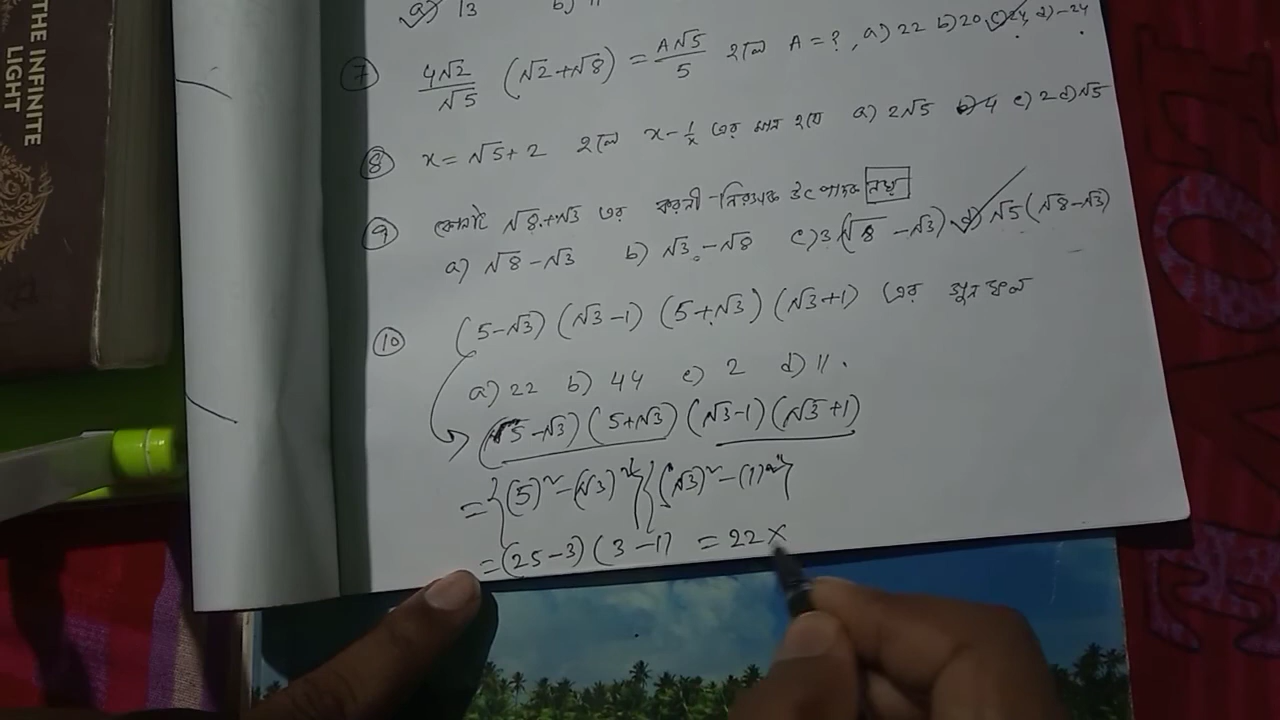 THE INFINITE
LIGHT
a) 13 b) 11
⑦ 4√2/√5 (√2+√8) = A√5/5 হলে A = ?, a) 22 b) 20 c) 24 d) -24
⑧ x = √5+2 হলে x - 1/x এর মান হবে a) 2√5 b) 4 c) 2 d) √5
⑨ কোনটি √8+√3 এর করণী-নিরসক উৎপাদক নয়
a) √8-√3 b) √3-√8 c) 3(√8-√3) d) √5(√8-√3)
⑩ (5-√3)(√3-1)(5+√3)(√3+1) এর গুনফল
a) 22 b) 44 c) 2 d) 11.
(5-√3)(5+√3)(√3-1)(√3+1)
= {(5)²-(√3)²}{(√3)²-(1)²}
= (25-3)(3-1) = 22×